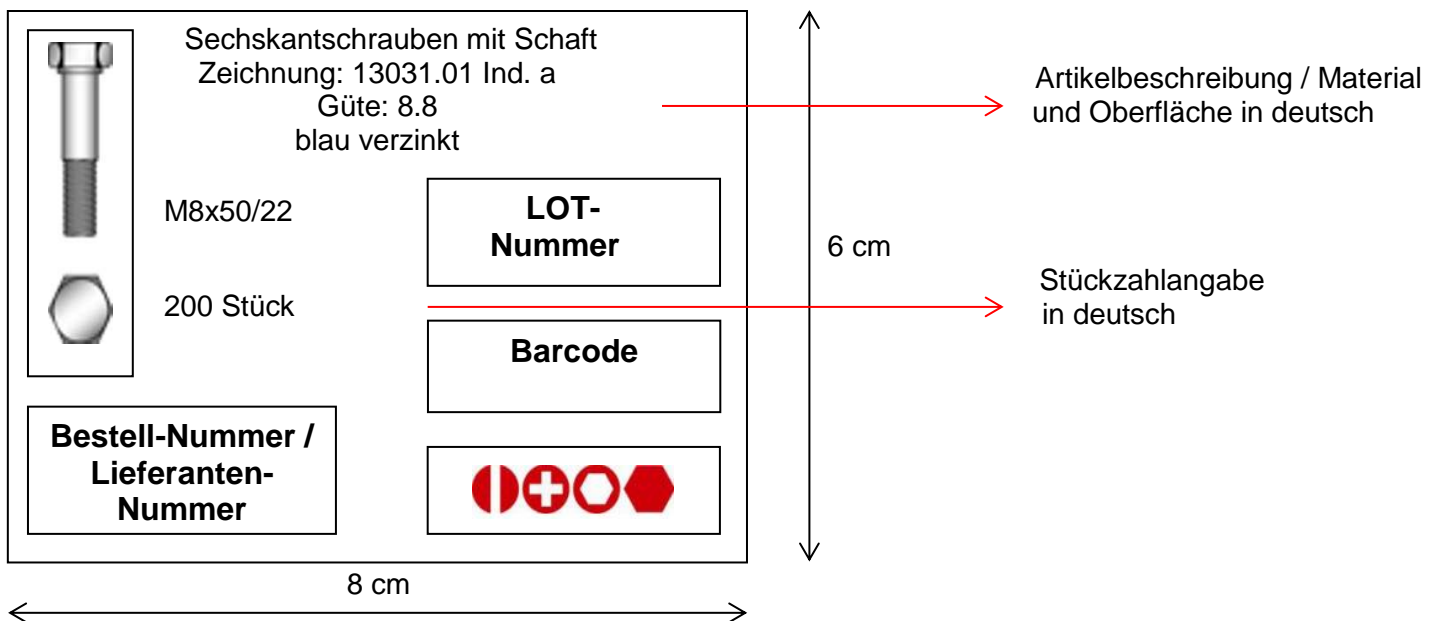 Sechskantschrauben mit Schaft
Zeichnung: 13031.01 Ind. a
Güte: 8.8
blau verzinkt
Artikelbeschreibung / Material
und Oberfläche in deutsch
M8x50/22
LOT-
Nummer
6 cm
200 Stück
Stückzahlangabe
in deutsch
Barcode
Bestell-Nummer /
Lieferanten-
Nummer
8 cm